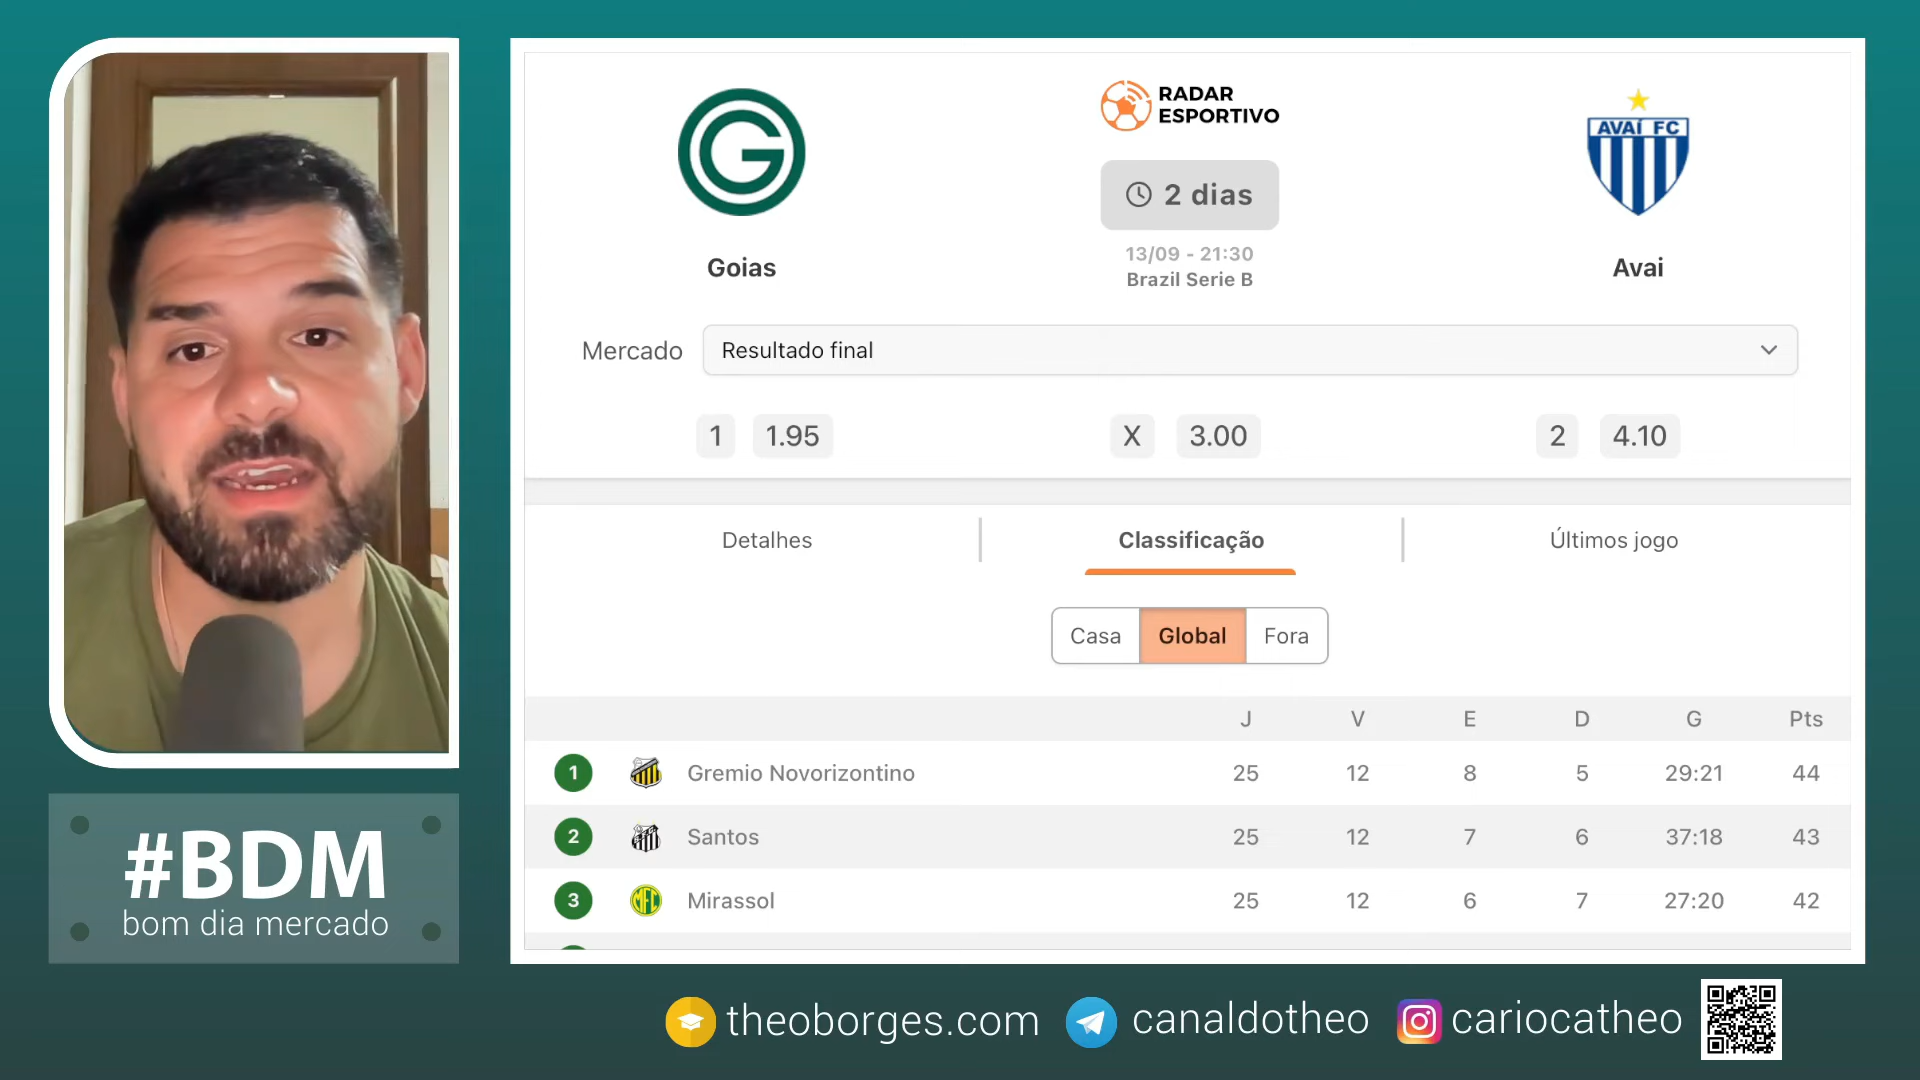 RADAR
ESPORTIVO
G
AVAÍ FC
2 dias
Goias
13/09 - 21:30
Brazil Serie B
Avai
Mercado
Resultado final
1 1.95
X 3.00
2 4.10
Detalhes
Classificação
Últimos jogo
Casa Global Fora
J V E D G Pts
1 Gremio Novorizontino 25 12 8 5 29:21 44
2 Santos 25 12 7 6 37:18 43
3 MFC Mirassol 25 12 6 7 27:20 42
#BDM
bom dia mercado
theoborges.com
canaldotheo
cariocatheo